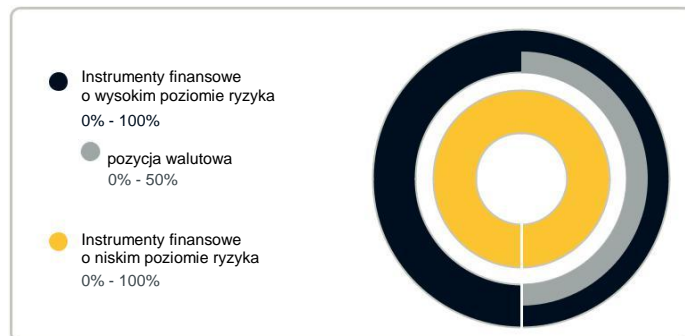 Instrumenty finansowe
o wysokim poziomie ryzyka
0% - 100%
pozycja walutowa
0% - 50%
Instrumenty finansowe
o niskim poziomie ryzyka
0% - 100%